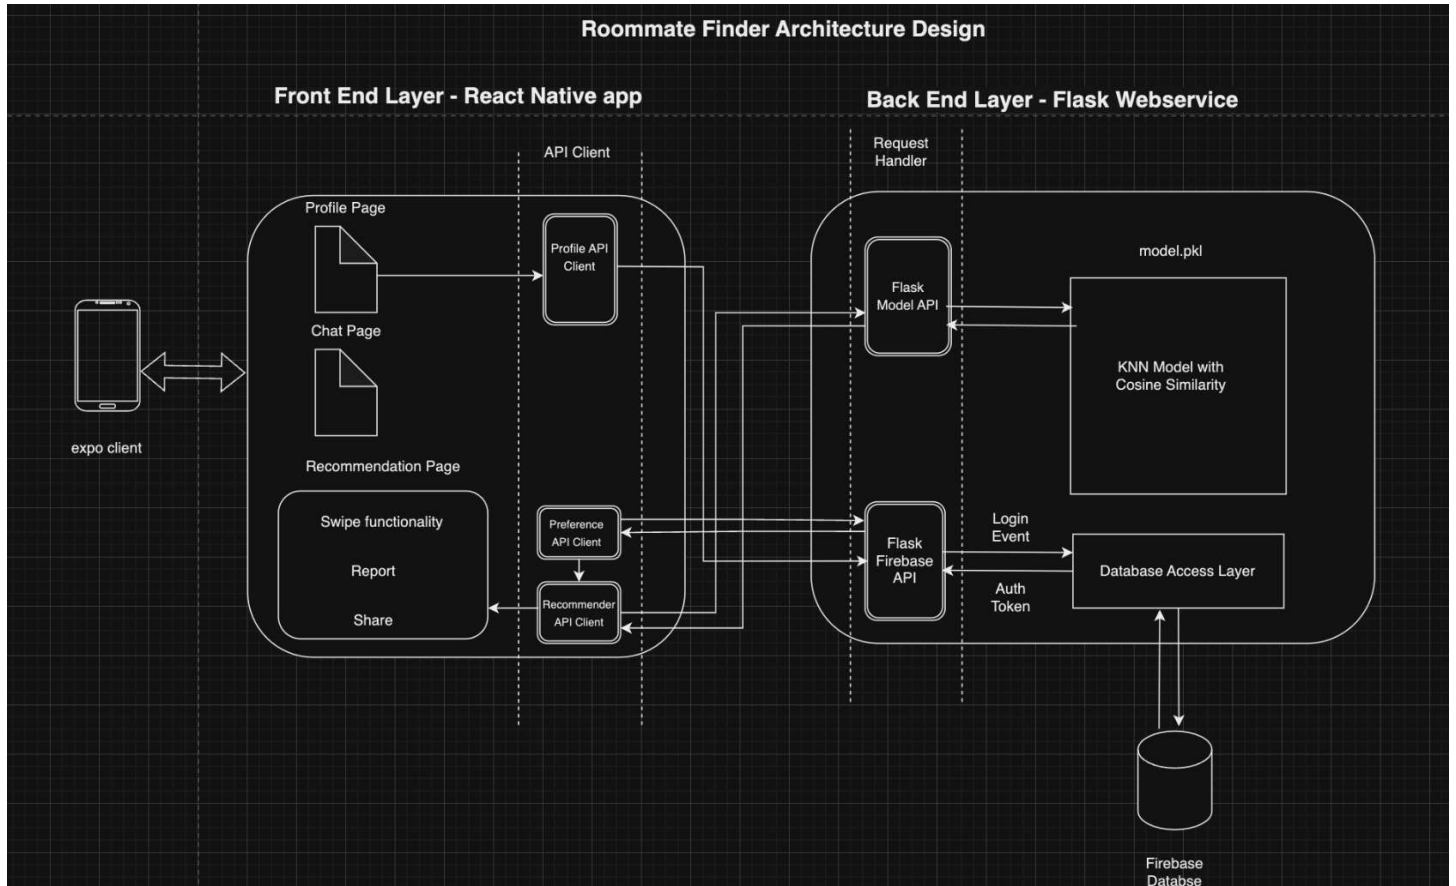 Roommate Finder Architecture Design
Front End Layer - React Native app
Back End Layer - Flask Webservice
API Client
Request
Handler
Profile Page
Profile API
Client
Chat Page
expo client
Recommendation Page
Swipe functionality
Report
Share
Preference
API Client
Recommender
API Client
Flask
Model API
model.pkl
KNN Model with
Cosine Similarity
Flask
Firebase
API
Login
Event
Auth
Token
Database Access Layer
Firebase
Databse